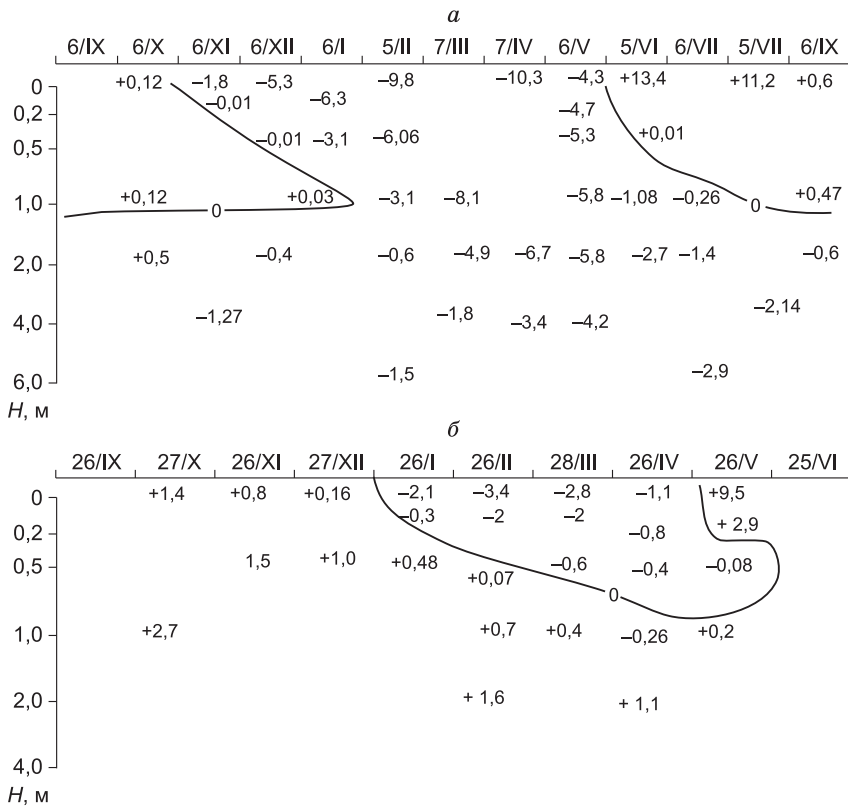 а
6/IX 6/X 6/XI 6/XII 6/I 5/II 7/III 7/IV 6/V 5/VI 6/VII 5/VII 6/IX
0 +0,12 –1,8 –5,3 –9,8 –10,3 –4,3 +13,4 +11,2 +0,6
–0,01 –6,3
0,2 –4,7
–0,01 –3,1 –6,06 –5,3 +0,01
0,5
+0,12 +0,03 –3,1 –8,1 –5,8 –1,08 –0,26 +0,47
1,0 0 0
2,0 +0,5 –0,4 –0,6 –4,9 –6,7 –5,8 –2,7 –1,4 –0,6
–2,14
4,0 –1,27 –1,8 –3,4 –4,2
–1,5 –2,9
6,0
H, м
б
26/IX 27/X 26/XI 27/XII 26/I 26/II 28/III 26/IV 26/V 25/VI
0 +1,4 +0,8 +0,16 –2,1 –3,4 –2,8 –1,1 +9,5
–0,3 –2 –2
0,2 –0,8 + 2,9
1,5 +1,0 +0,48 –0,6 –0,4 –0,08
0,5 +0,07
0
1,0 +2,7 +0,7 +0,4 –0,26 +0,2
2,0 + 1,6 + 1,1
4,0
H, м